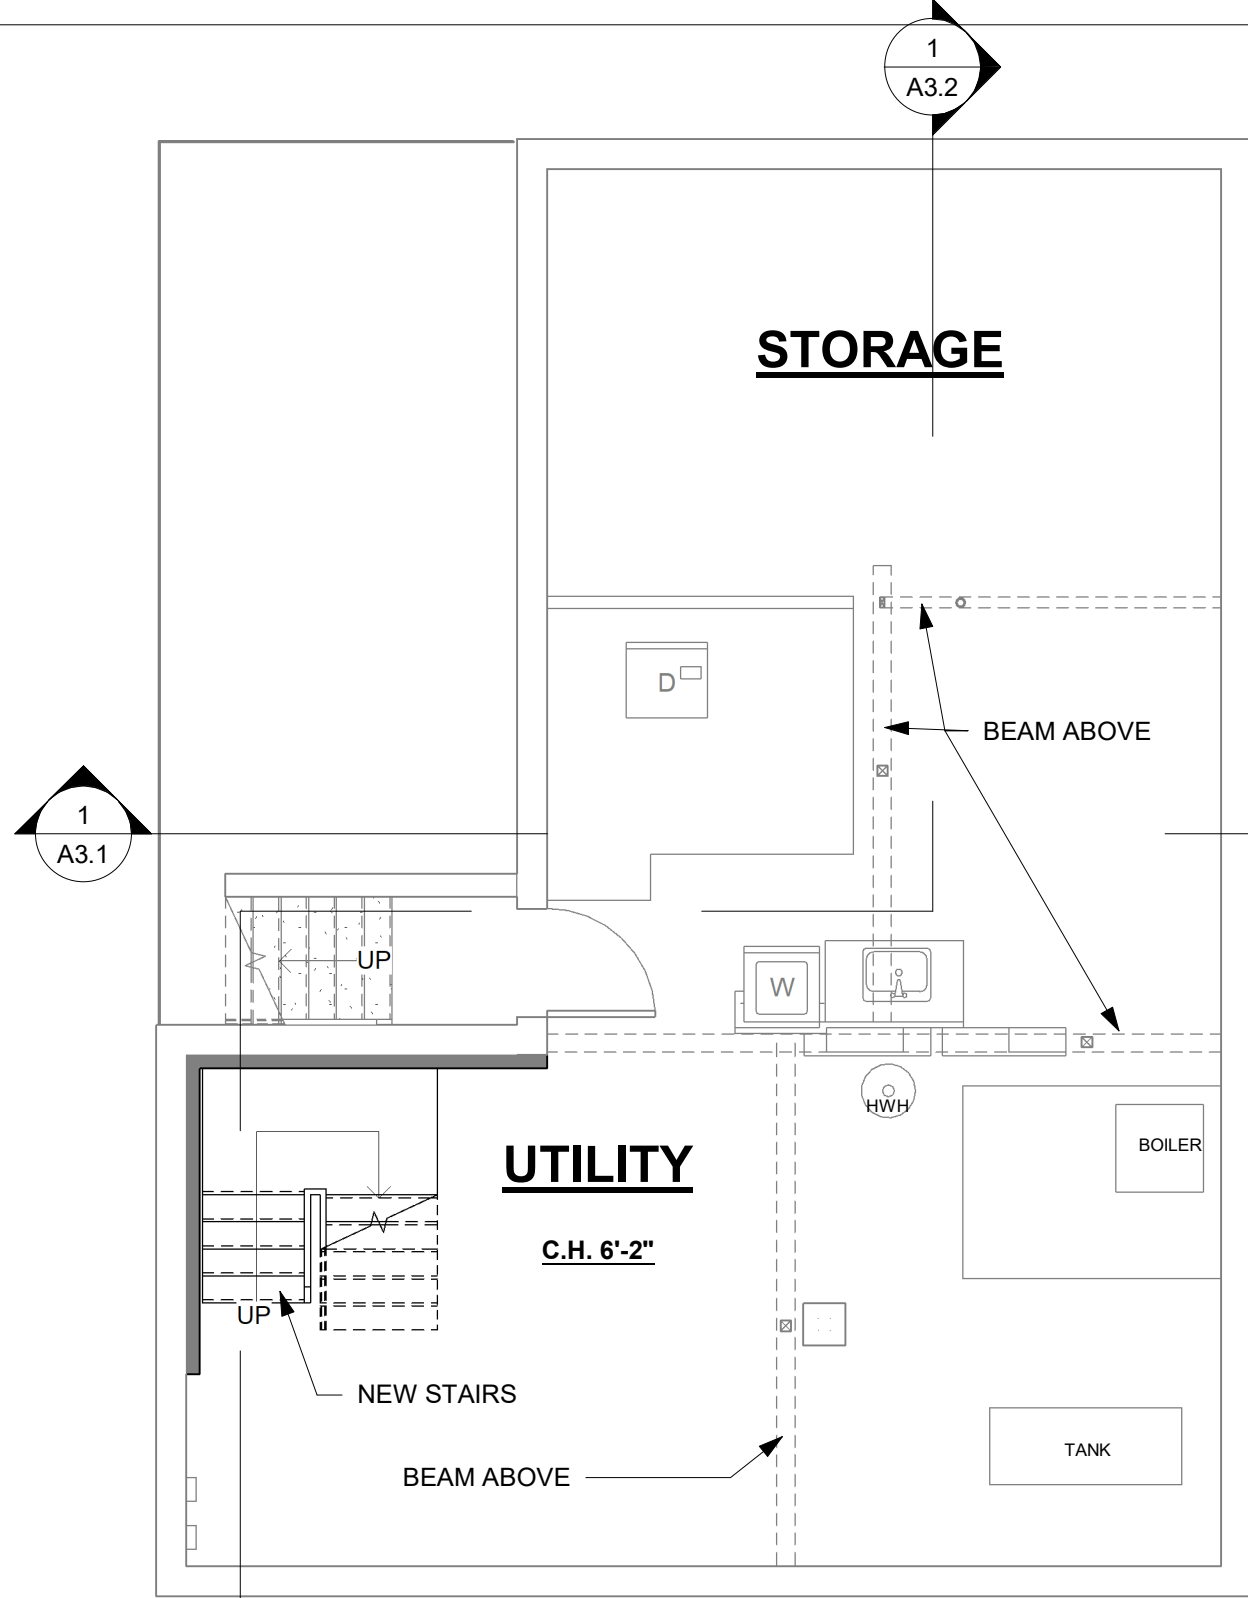 1
A3.2
STORAGE
D
BEAM ABOVE
1
A3.1
UP
W
HWH
BOILER
UTILITY
C.H. 6'-2"
UP
NEW STAIRS
TANK
BEAM ABOVE